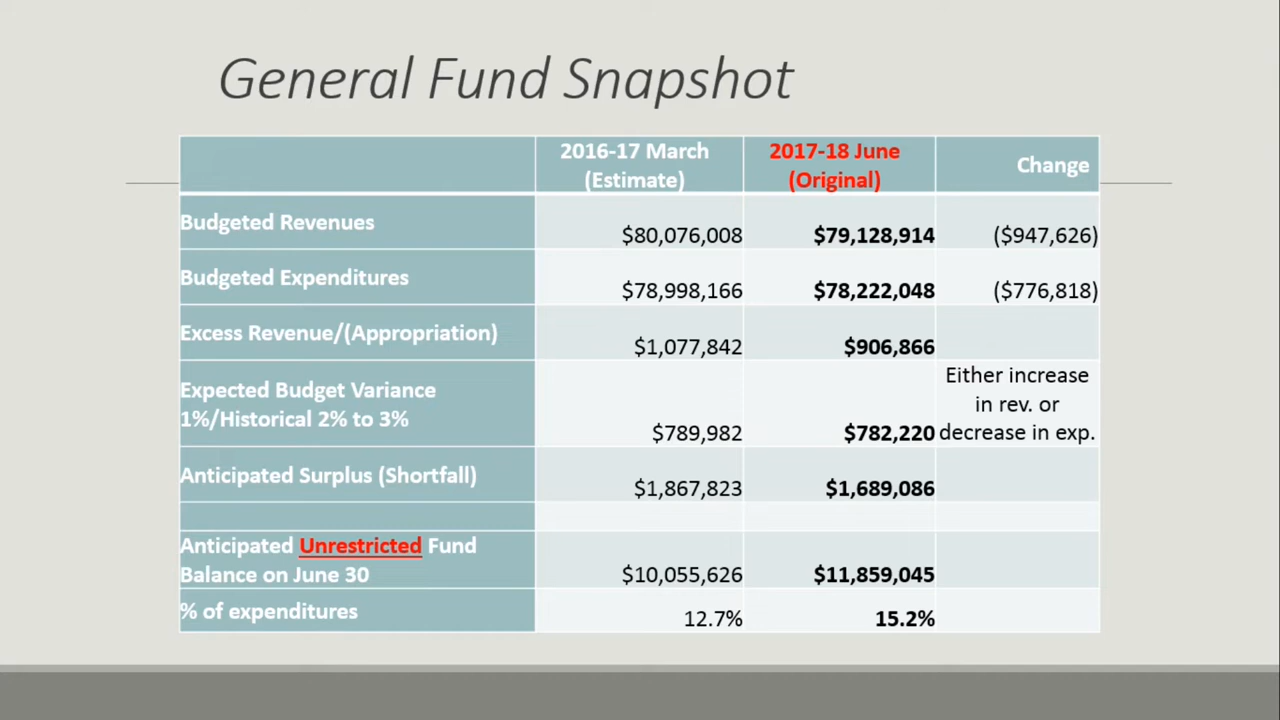 General Fund Snapshot
2016-17 March 2017-18 June Change
(Estimate) (Original)
Budgeted Revenues $80,076,008 $79,128,914 ($947,626)
Budgeted Expenditures $78,998,166 $78,222,048 ($776,818)
Excess Revenue/(Appropriation) $1,077,842 $906,866
Expected Budget Variance Either increase
1%/Historical 2% to 3% in rev. or
$789,982 $782,220 decrease in exp.
Anticipated Surplus (Shortfall) $1,867,823 $1,689,086
Anticipated Unrestricted Fund
Balance on June 30 $10,055,626 $11,859,045
% of expenditures 12.7% 15.2%